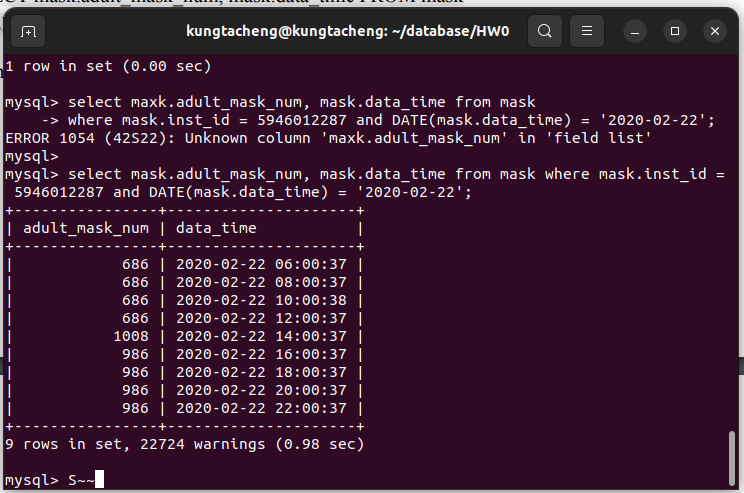 ECT mask.adult_mask_num, mask.data_time FROM mask
kungtacheng@kungtacheng: ~/database/HW0
1 row in set (0.00 sec)
mysql> select maxk.adult_mask_num, mask.data_time from mask
    -> where mask.inst_id = 5946012287 and DATE(mask.data_time) = '2020-02-22';
ERROR 1054 (42S22): Unknown column 'maxk.adult_mask_num' in 'field list'
mysql>
mysql> select mask.adult_mask_num, mask.data_time from mask where mask.inst_id =
 5946012287 and DATE(mask.data_time) = '2020-02-22';
+----------------+---------------------+
| adult_mask_num | data_time           |
+----------------+---------------------+
|            686 | 2020-02-22 06:00:37 |
|            686 | 2020-02-22 08:00:37 |
|            686 | 2020-02-22 10:00:38 |
|            686 | 2020-02-22 12:00:37 |
|           1008 | 2020-02-22 14:00:37 |
|            986 | 2020-02-22 16:00:37 |
|            986 | 2020-02-22 18:00:37 |
|            986 | 2020-02-22 20:00:37 |
|            986 | 2020-02-22 22:00:37 |
+----------------+---------------------+
9 rows in set, 22724 warnings (0.98 sec)
mysql> S~~